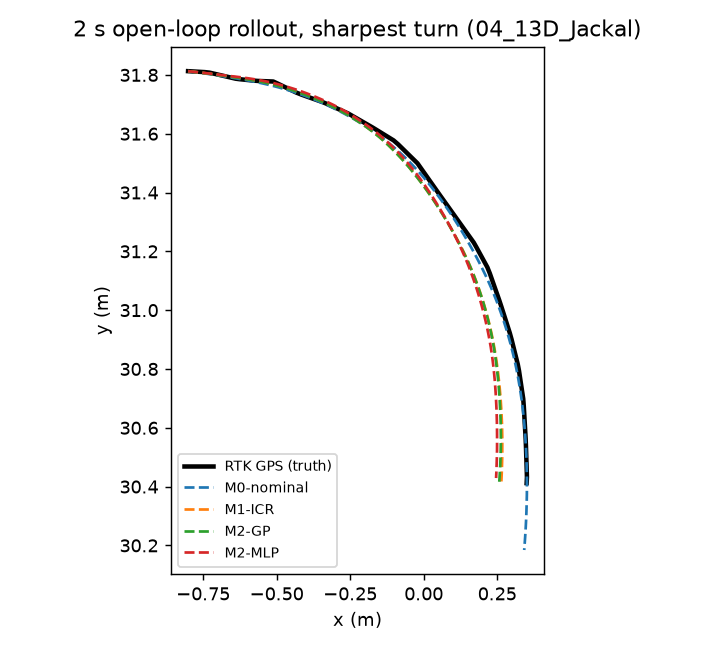 2 s open-loop rollout, sharpest turn (04_13D_Jackal)
31.8
31.6
31.4
31.2
31.0
30.8
30.6
30.4
30.2
y (m)
RTK GPS (truth)
M0-nominal
M1-ICR
M2-GP
M2-MLP
−0.75 −0.50 −0.25 0.00 0.25
x (m)